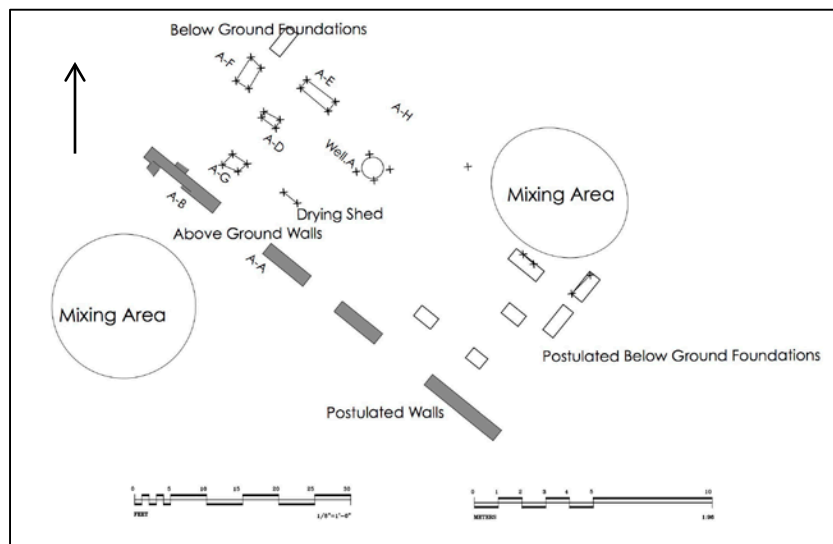 Below Ground Foundations
A-F
A-E
A-H
A-D
Well.A
A-G
Mixing Area
A-B
Drying Shed
Above Ground Walls
A-A
Mixing Area
Postulated Below Ground Foundations
Postulated Walls
0 5 10 15 20 25 30
FEET 1/8"=1'-0"
0 1 2 3 4 5 10
METERS